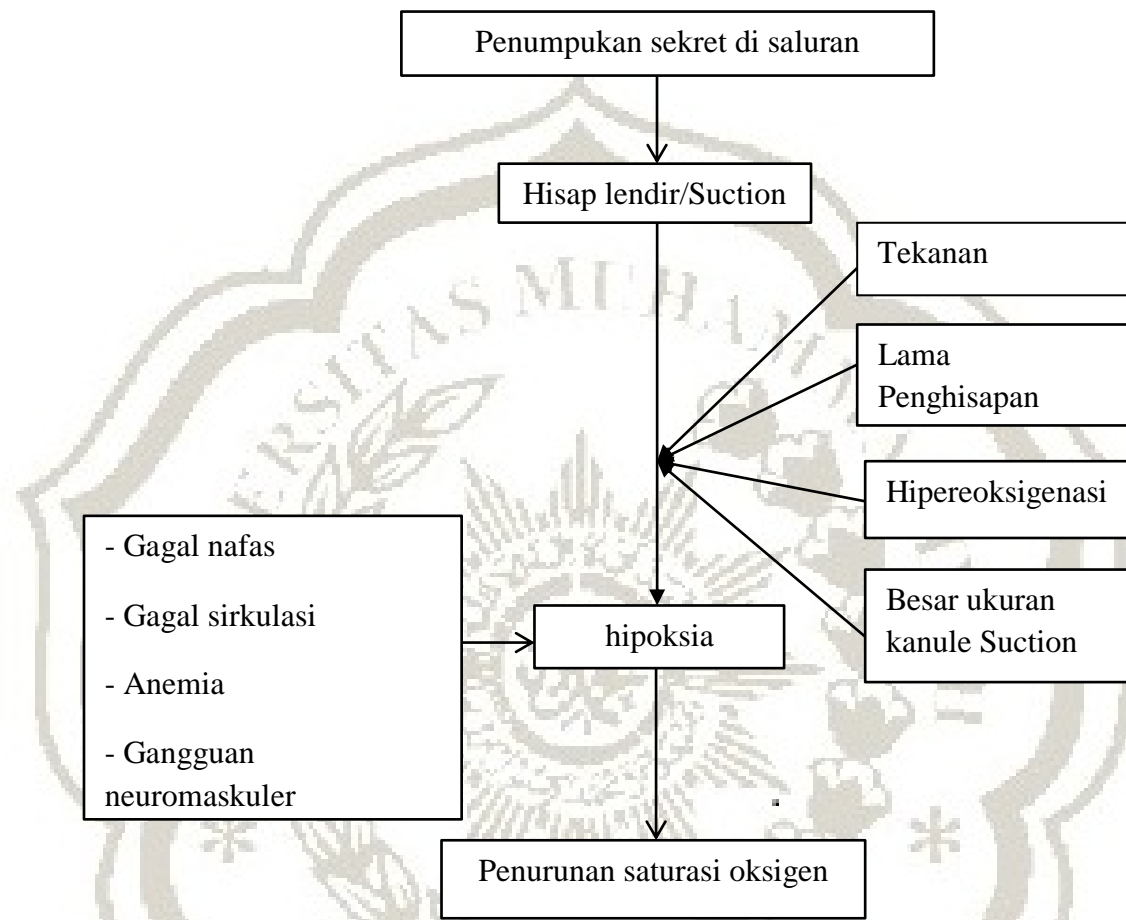 Penumpukan sekret di saluran
Hisap lendir/Suction
Tekanan
Lama
Penghisapan
Hipereoksigenasi
Besar ukuran
kanule Suction
- Gagal nafas
- Gagal sirkulasi
- Anemia
- Gangguan
neuromaskuler
hipoksia
Penurunan saturasi oksigen